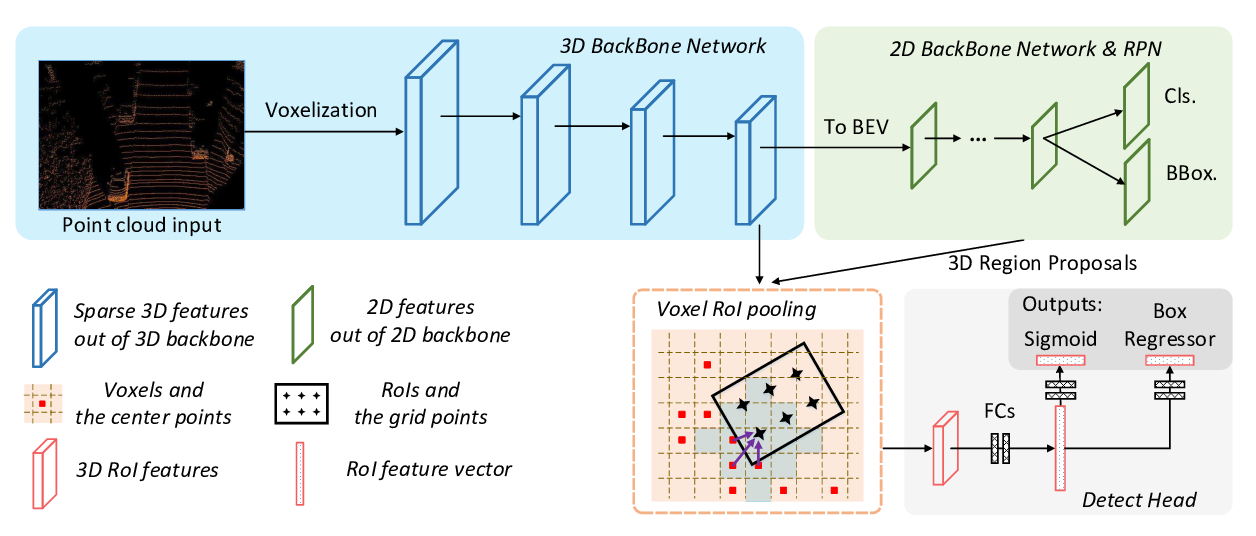 3D BackBone Network
Voxelization
Point cloud input
2D BackBone Network & RPN
To BEV
...
Cls.
BBox.
3D Region Proposals
Sparse 3D features
out of 3D backbone
2D features
out of 2D backbone
Voxels and
the center points
RoIs and
the grid points
3D RoI features
RoI feature vector
Voxel RoI pooling
Outputs:
Sigmoid
Box
Regressor
FCs
Detect Head